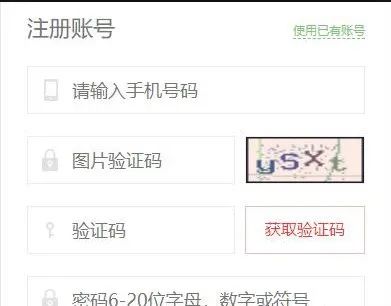 注册账号
使用已有账号
请输入手机号码
图片验证码
ysxt
验证码
获取验证码
密码6-20位字母，数字或符号